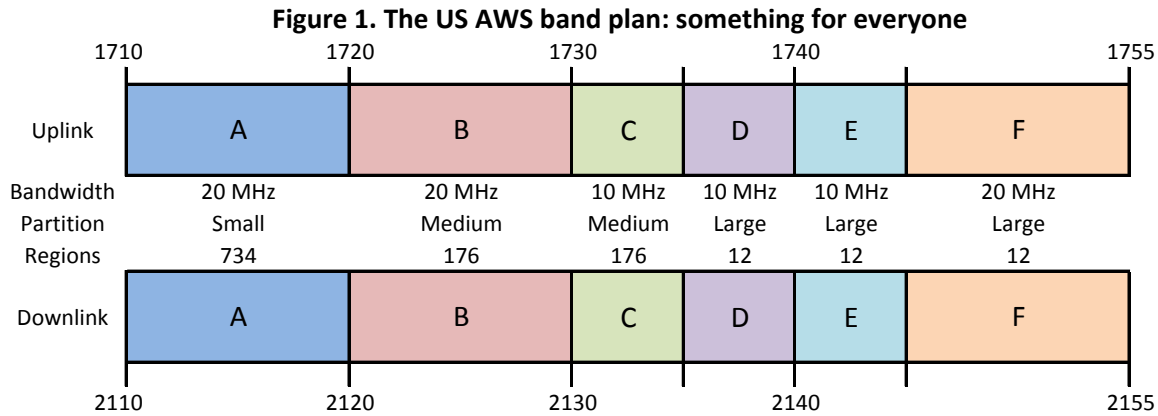 Figure 1. The US AWS band plan: something for everyone
1710 1720 1730 1740 1755
Uplink A B C D E F
Bandwidth 20 MHz 20 MHz 10 MHz 10 MHz 10 MHz 20 MHz
Partition Small Medium Medium Large Large Large
Regions 734 176 176 12 12 12
Downlink A B C D E F
2110 2120 2130 2140 2155